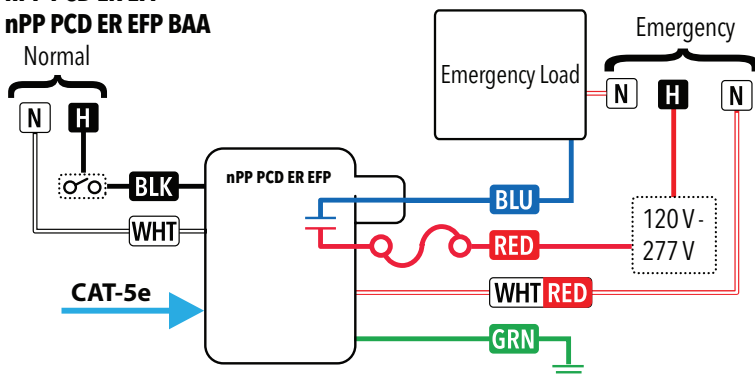 nPP PCD ER EFP BAA
Normal
Emergency
N
H
Emergency Load
N
H
N
nPP PCD ER EFP
BLK
BLU
WHT
RED
120 V -
277 V
CAT-5e
WHT RED
GRN